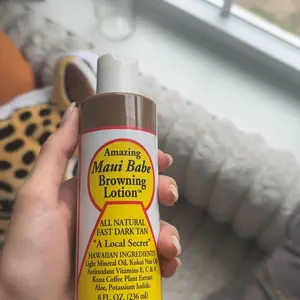 Amazing
Maui Babe
Browning
Lotion™
ALL NATURAL
FAST DARK TAN
"A Local Secret"
HAWAIIAN INGREDIENTS
Light Mineral Oil, Kukui Nut Oil
Antioxidant Vitamins E, C & A
Kona Coffee Plant Extract
Aloe, Potassium Iodide.
8 FL. OZ. (236 ml)